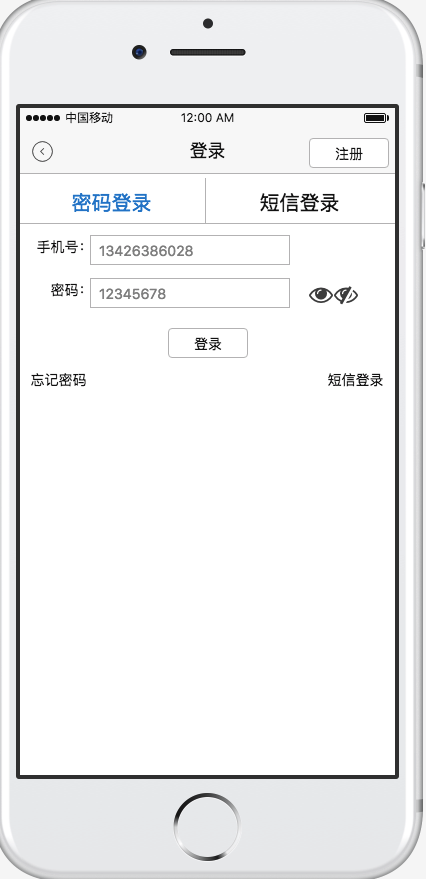 中国移动 12:00 AM
登录 注册
密码登录 短信登录
手机号： 13426386028
密码： 12345678
登录
忘记密码 短信登录